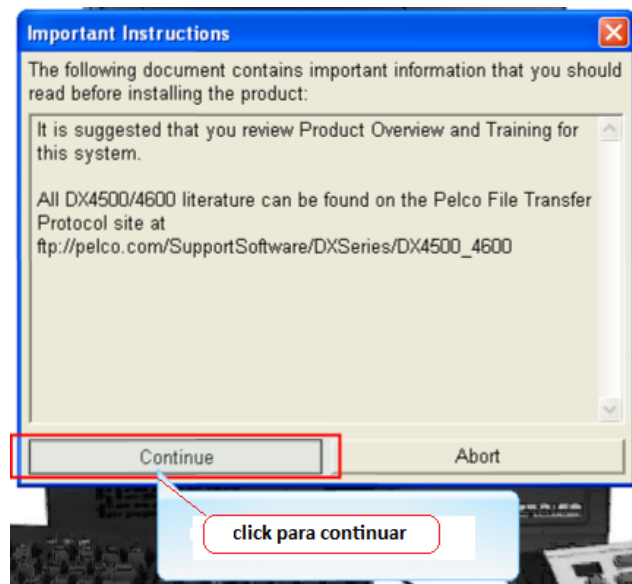 Important Instructions
The following document contains important information that you should
read before installing the product:
It is suggested that you review Product Overview and Training for
this system.
All DX4500/4600 literature can be found on the Pelco File Transfer
Protocol site at
ftp://pelco.com/SupportSoftware/DXSeries/DX4500_4600
Continue
Abort
click para continuar